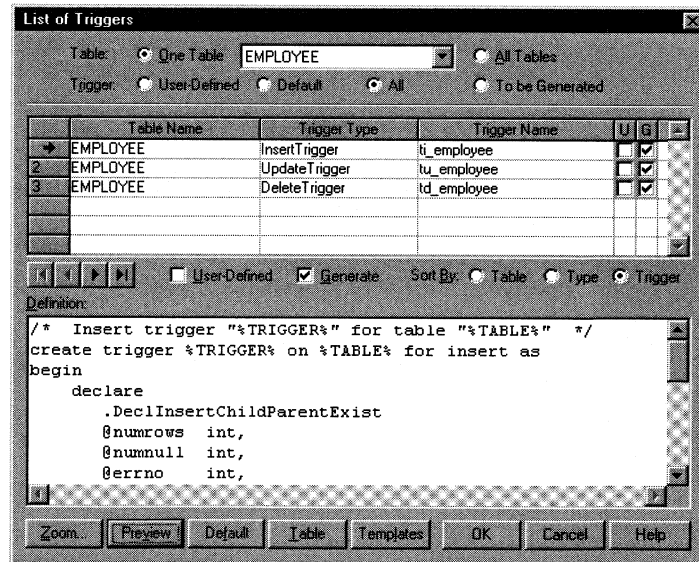 List of Triggers
Table: One Table EMPLOYEE All Tables
Trigger: User-Defined Default All To be Generated
Table Name Trigger Type Trigger Name U G
EMPLOYEE InsertTrigger ti_employee
2 EMPLOYEE UpdateTrigger tu_employee
3 EMPLOYEE DeleteTrigger td_employee
User-Defined Generate Sort By: Table Type Trigger
Definition:
/* Insert trigger "%TRIGGER%" for table "%TABLE%" */
create trigger %TRIGGER% on %TABLE% for insert as
begin
declare
.DeclInsertChildParentExist
@numrows int,
@numnull int,
@errno int,
Zoom... Preview Default Table Templates OK Cancel Help